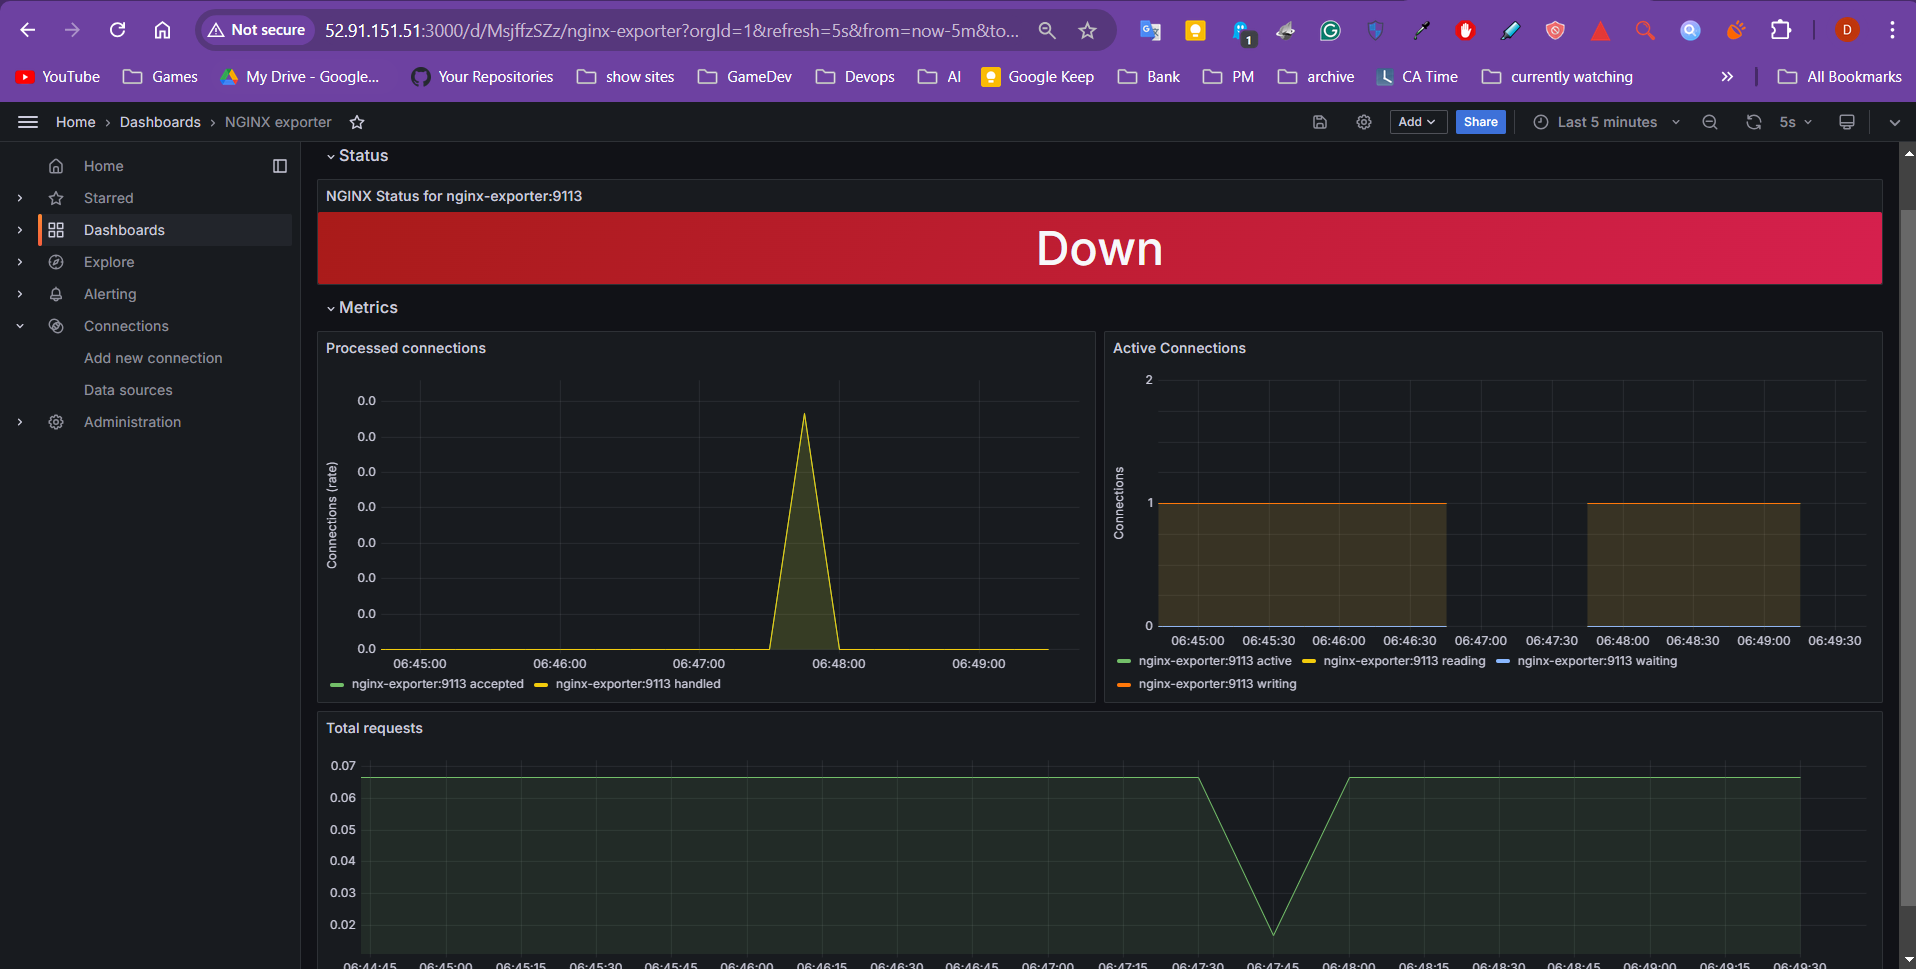 Not secure 52.91.151.51:3000/d/MsjffzSZz/nginx-exporter?orgId=1&refresh=5s&from=now-5m&to... 1 D
YouTube Games My Drive - Google... Your Repositories show sites GameDev Devops AI Google Keep Bank PM archive CA Time currently watching » All Bookmarks
Home › Dashboards › NGINX exporter Add Share Last 5 minutes 5s
Home
Starred
Dashboards
Explore
Alerting
Connections
Add new connection
Data sources
Administration
Status
NGINX Status for nginx-exporter:9113
Down
Metrics
Processed connections
Connections (rate)
0.0
0.0
0.0
0.0
0.0
0.0
0.0
0.0
06:45:00 06:46:00 06:47:00 06:48:00 06:49:00
nginx-exporter:9113 accepted nginx-exporter:9113 handled
Active Connections
Connections
2
1
0
06:45:00 06:45:30 06:46:00 06:46:30 06:47:00 06:47:30 06:48:00 06:48:30 06:49:00 06:49:30
nginx-exporter:9113 active nginx-exporter:9113 reading nginx-exporter:9113 waiting
nginx-exporter:9113 writing
Total requests
0.07
0.06
0.05
0.04
0.03
0.02
06:44:45 06:45:00 06:45:15 06:45:30 06:45:45 06:46:00 06:46:15 06:46:30 06:46:45 06:47:00 06:47:15 06:47:30 06:47:45 06:48:00 06:48:15 06:48:30 06:48:45 06:49:00 06:49:15 06:49:30